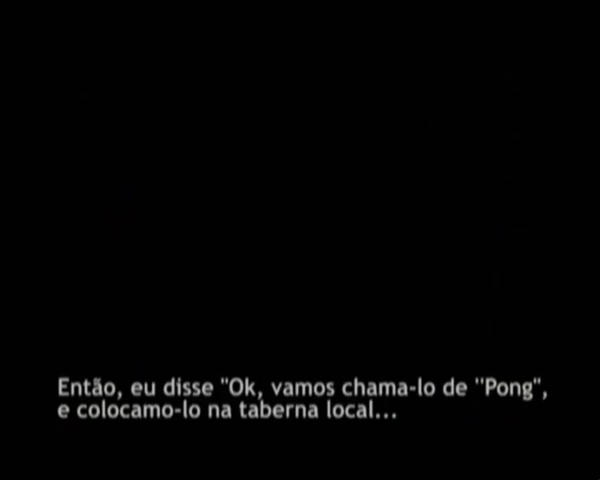 Então, eu disse "Ok, vamos chama-lo de "Pong",
e colocamo-lo na taberna local...